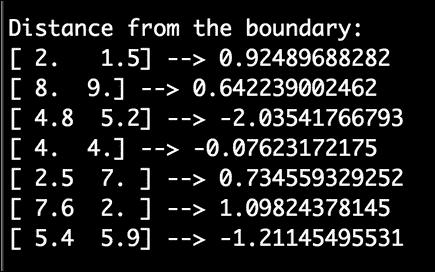 Distance from the boundary:
[ 2.   1.5] --> 0.92489688282
[ 8.  9.] --> 0.642239002462
[ 4.8  5.2] --> -2.03541766793
[ 4.  4.] --> -0.07623172175
[ 2.5  7. ] --> 0.734559329252
[ 7.6  2. ] --> 1.09824378145
[ 5.4  5.9] --> -1.21145495531